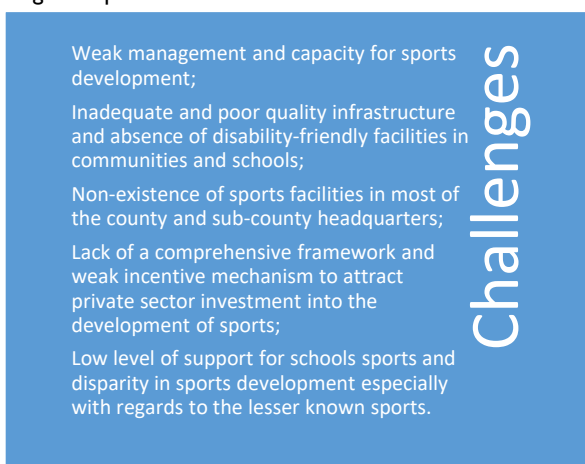 Weak management and capacity for sports
development;
Inadequate and poor quality infrastructure
and absence of disability-friendly facilities in
communities and schools;
Non-existence of sports facilities in most of
the county and sub-county headquarters;
Lack of a comprehensive framework and
weak incentive mechanism to attract
private sector investment into the
development of sports;
Low level of support for schools sports and
disparity in sports development especially
with regards to the lesser known sports.
Challenges